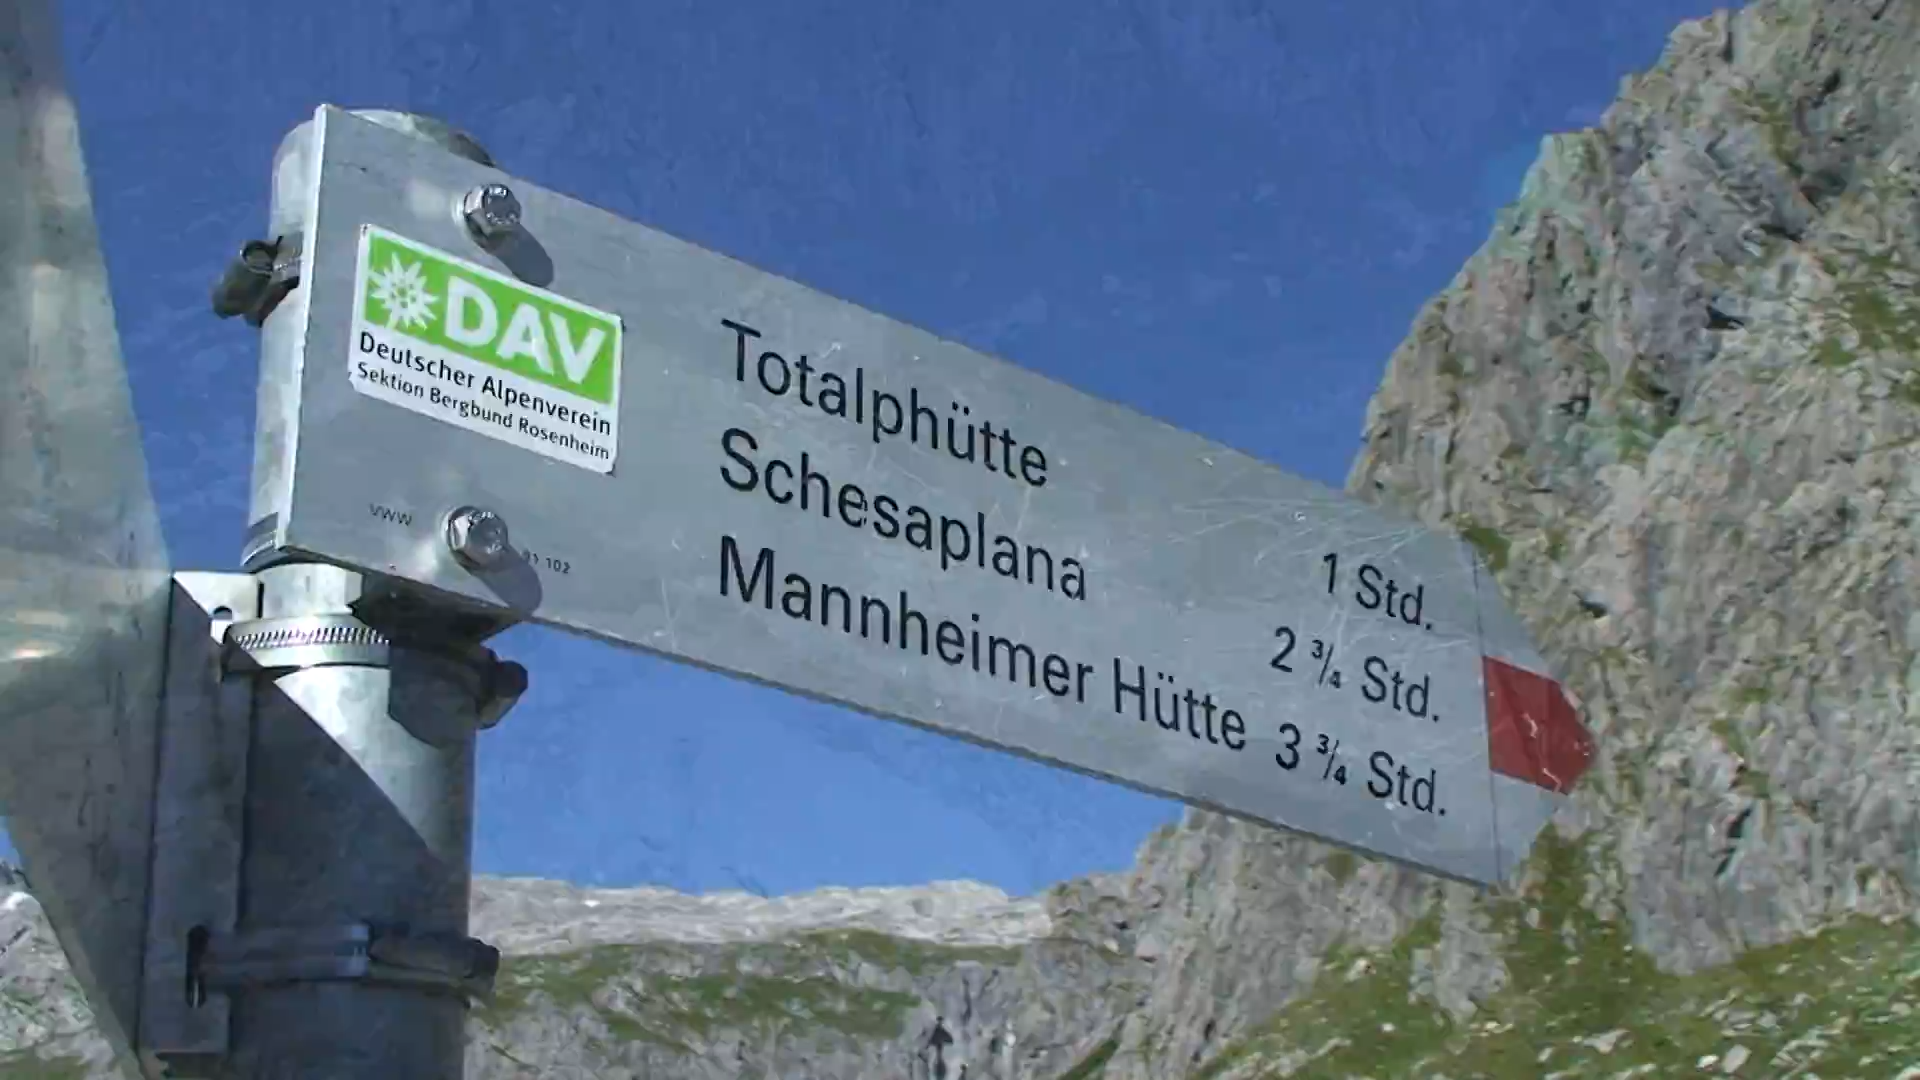 DAV
Deutscher Alpenverein
Sektion Bergbund Rosenheim
Totalphütte 1 Std.
Schesaplana 2 ¾ Std.
Mannheimer Hütte 3 ¾ Std.
102